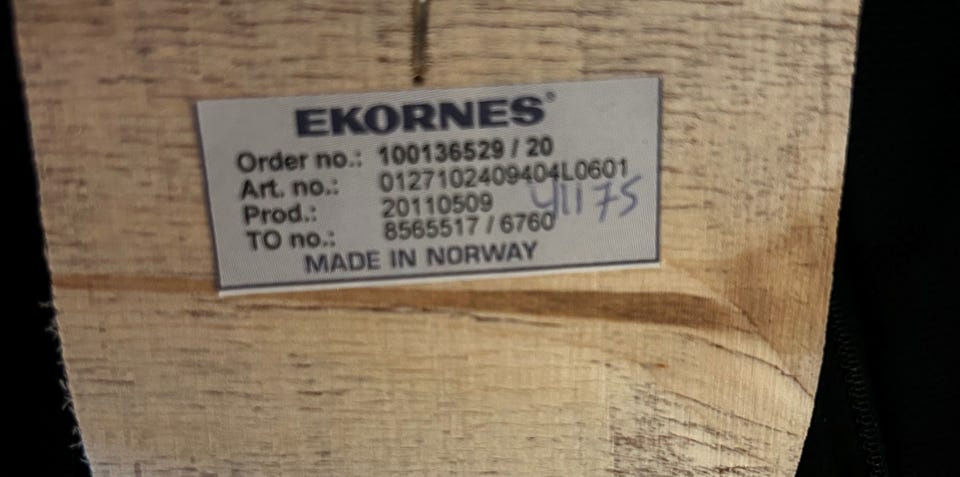 EKORNES®
Order no.: 100136529 / 20
Art. no.: 0127102409404L0601
Prod.: 20110509
41175
TO no.: 8565517 / 6760
MADE IN NORWAY